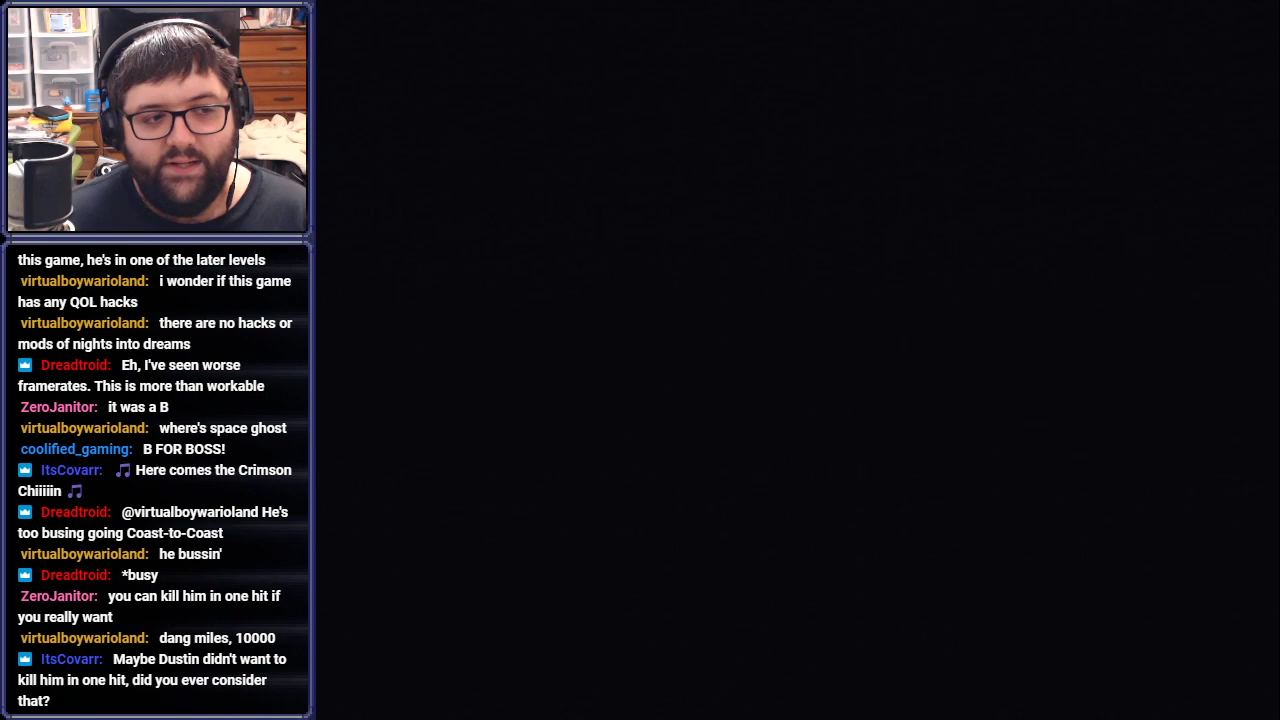 this game, he's in one of the later levels
virtualboywarioland: i wonder if this game
has any QOL hacks
virtualboywarioland: there are no hacks or
mods of nights into dreams
Dreadtroid: Eh, I've seen worse
framerates. This is more than workable
ZeroJanitor: it was a B
virtualboywarioland: where's space ghost
coolified_gaming: B FOR BOSS!
ItsCovarr: 🎵 Here comes the Crimson
Chiiiiin 🎵
Dreadtroid: @virtualboywarioland He's
too busing going Coast-to-Coast
virtualboywarioland: he bussin'
Dreadtroid: *busy
ZeroJanitor: you can kill him in one hit if
you really want
virtualboywarioland: dang miles, 10000
ItsCovarr: Maybe Dustin didn't want to
kill him in one hit, did you ever consider
that?